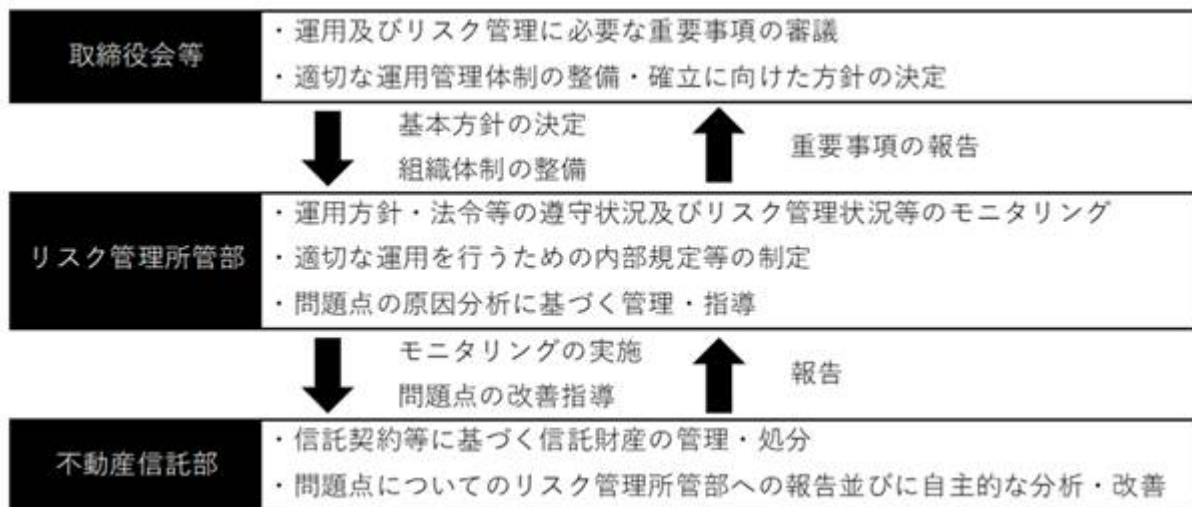 取締役会等
・運用及びリスク管理に必要な重要事項の審議
・適切な運用管理体制の整備・確立に向けた方針の決定
基本方針の決定
組織体制の整備
重要事項の報告
リスク管理所管部
・運用方針・法令等の遵守状況及びリスク管理状況等のモニタリング
・適切な運用を行うための内部規定等の制定
・問題点の原因分析に基づく管理・指導
モニタリングの実施
問題点の改善指導
報告
不動産信託部
・信託契約等に基づく信託財産の管理・処分
・問題点についてのリスク管理所管部への報告並びに自主的な分析・改善